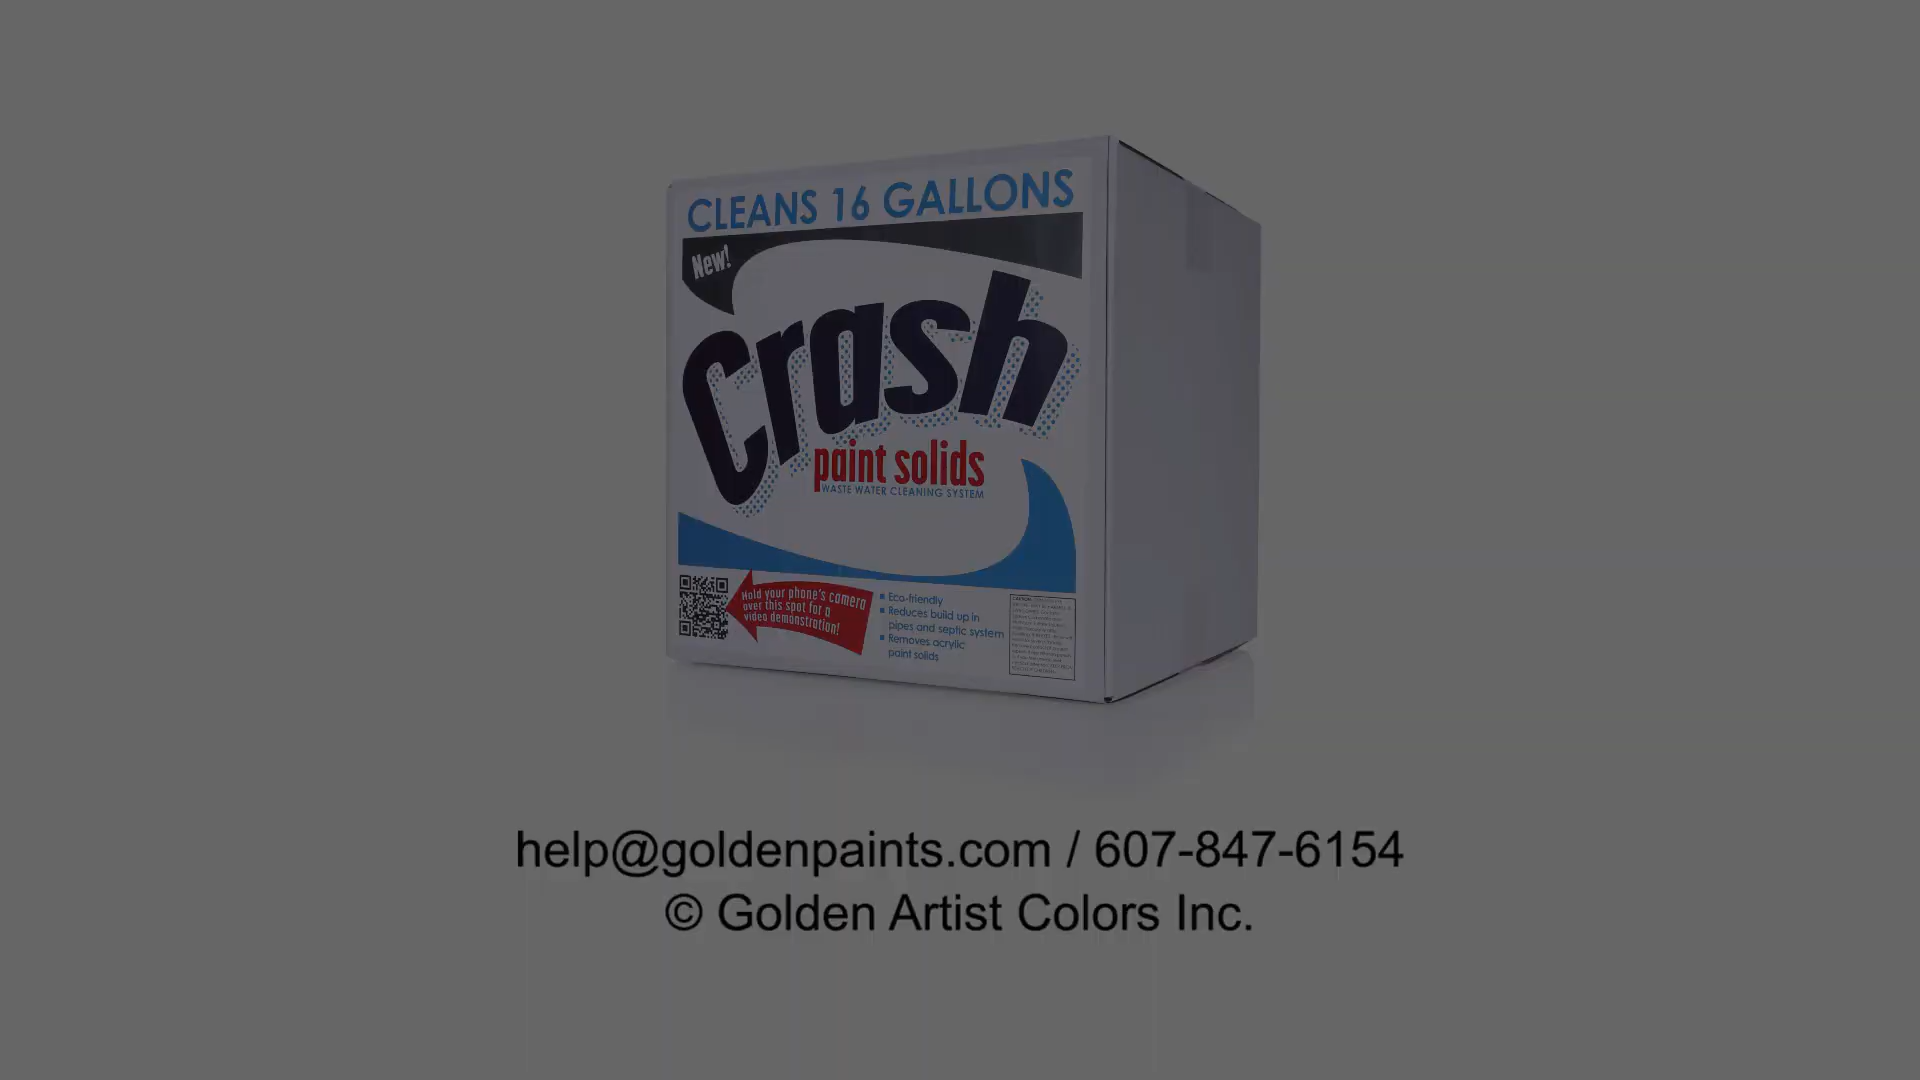 CLEANS 16 GALLONS
New!
Crash
paint solids
WASTE WATER CLEANING SYSTEM
Hold your phone's camera
over this spot for a
video demonstration!
Eco-friendly
Reduces build up in
pipes and septic system
Removes acrylic
paint solids
help@goldenpaints.com / 607-847-6154
© Golden Artist Colors Inc.